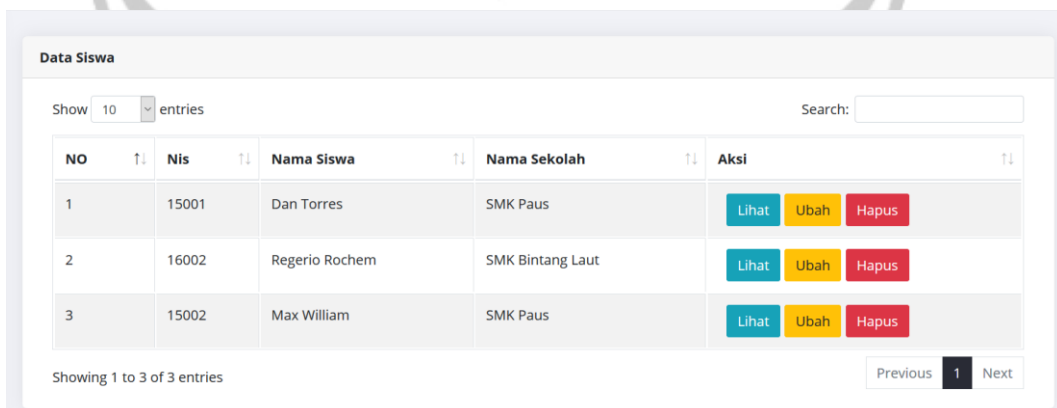 Data Siswa
Show 10 entries Search:
NO Nis Nama Siswa Nama Sekolah Aksi
1 15001 Dan Torres SMK Paus Lihat Ubah Hapus
2 16002 Regerio Rochem SMK Bintang Laut Lihat Ubah Hapus
3 15002 Max William SMK Paus Lihat Ubah Hapus
Showing 1 to 3 of 3 entries Previous 1 Next